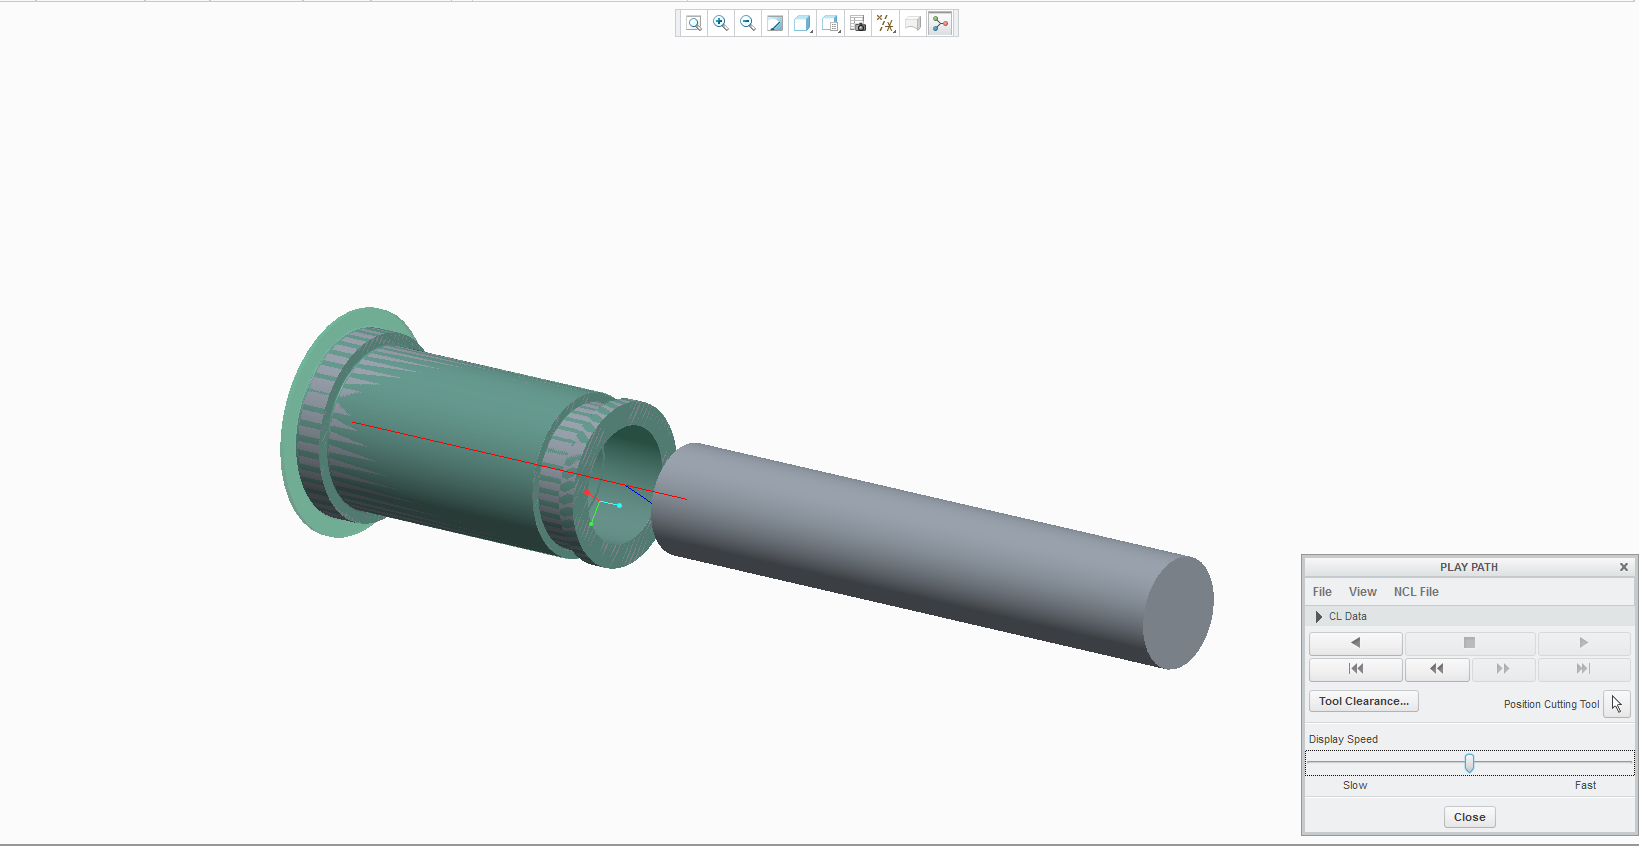 PLAY PATH
File View NCL File
CL Data
Tool Clearance...
Position Cutting Tool
Display Speed
Slow Fast
Close